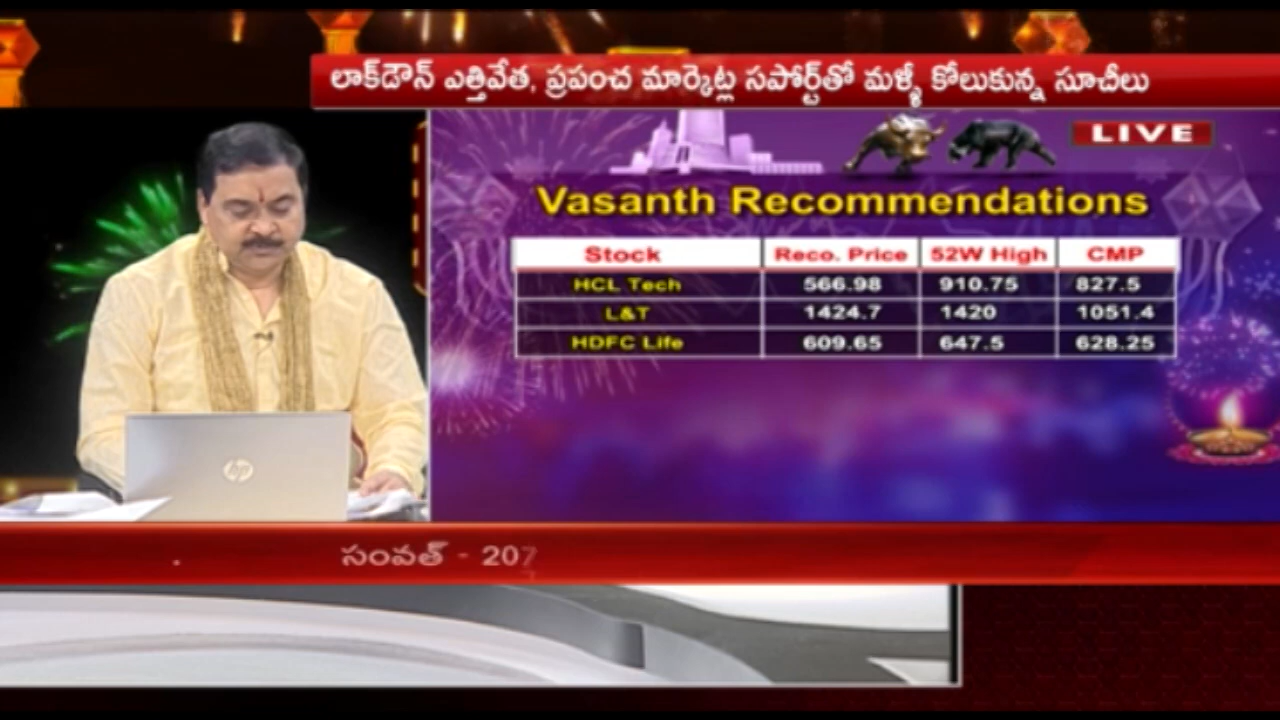 లాక్‌డౌన్ ఎత్తివేత, ప్రపంచ మార్కెట్ల సపోర్ట్‌తో మళ్ళీ కోలుకున్న సూచీలు
LIVE
Vasanth Recommendations
Stock Reco. Price 52W High CMP
HCL Tech 566.98 910.75 827.5
L&T 1424.7 1420 1051.4
HDFC Life 609.65 647.5 628.25
hp
సంవత్ - 207